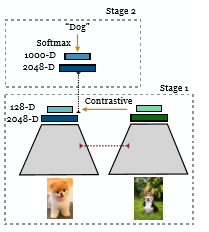 Stage 2
“Dog”
Softmax
1000-D
2048-D
Stage 1
128-D
Contrastive
2048-D